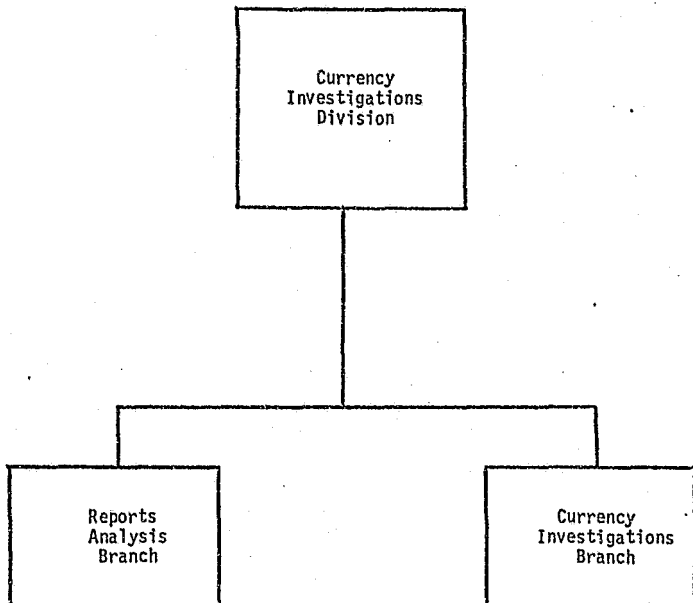 Currency
Investigations
Division
Reports
Analysis
Branch
Currency
Investigations
Branch